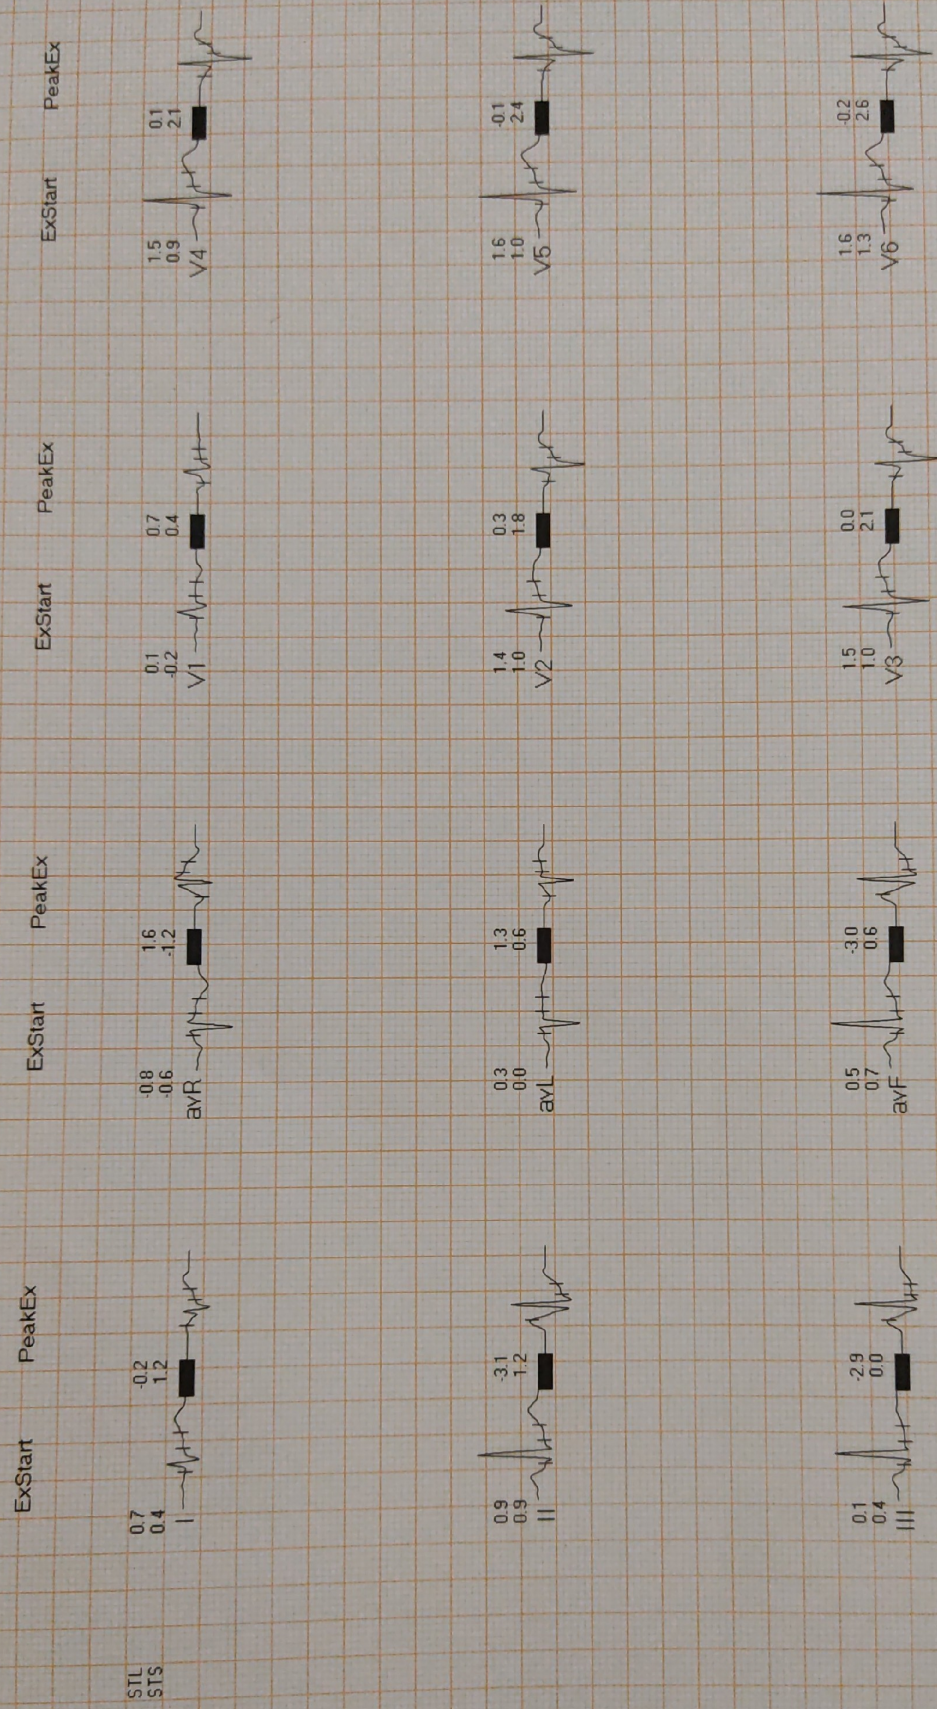 ExStart PeakEx ExStart PeakEx ExStart PeakEx ExStart PeakEx
STL 0.7 -0.2 -0.8 1.6 0.1 0.7 1.5 0.1
STS 0.4 1.2 -0.6 -1.2 -0.2 0.4 0.9 2.1
I avR V1 V4
0.9 -3.1 0.3 1.3 1.4 0.3 1.6 -0.1
0.9 1.2 0.0 0.6 1.0 1.8 1.0 2.4
II avL V2 V5
0.1 -2.9 0.5 -3.0 1.5 0.0 1.6 -0.2
0.4 0.0 0.7 0.6 1.0 2.1 1.3 2.6
III avF V3 V6